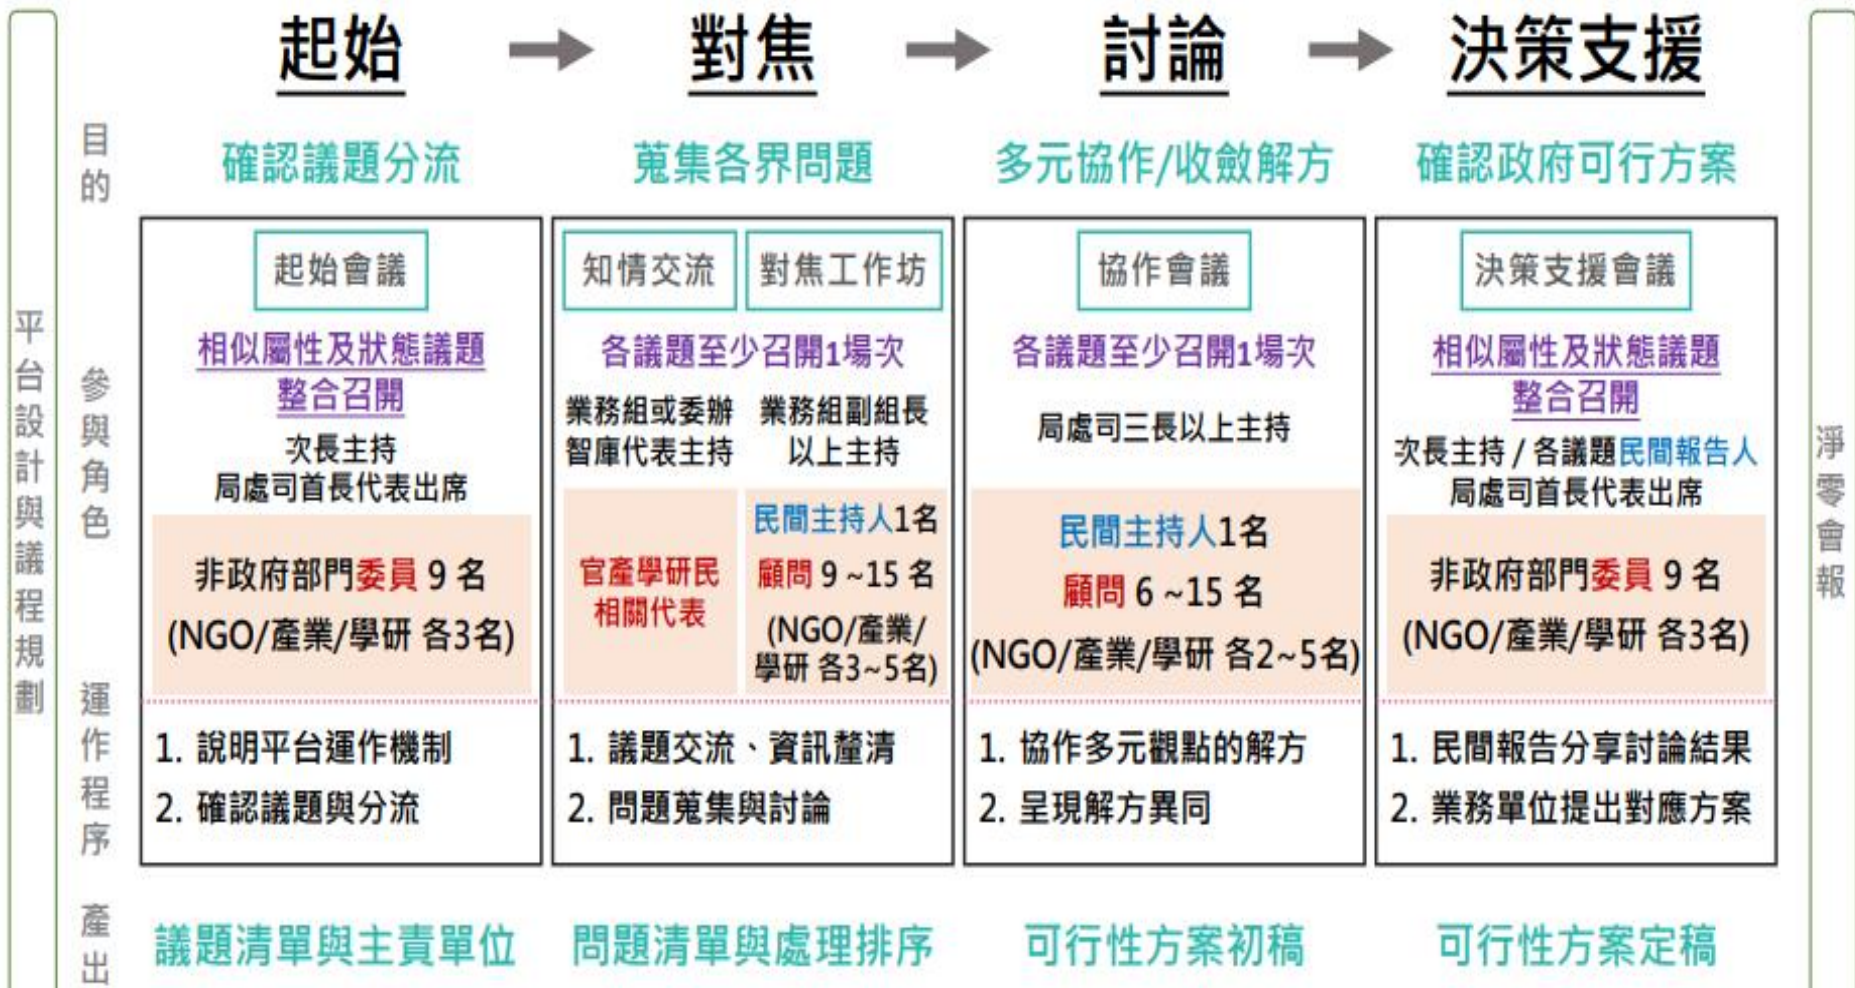 平台設計與議程規劃
起始 → 對焦 → 討論 → 決策支援
目的
確認議題分流
蒐集各界問題
多元協作/收斂解方
確認政府可行方案
參與角色
起始會議
相似屬性及狀態議題
整合召開
次長主持
局處司首長代表出席
非政府部門委員 9 名
(NGO/產業/學研 各3名)
知情交流
對焦工作坊
各議題至少召開1場次
業務組或委辦
智庫代表主持
業務組副組長
以上主持
官產學研民
相關代表
民間主持人1名
顧問 9 ~15 名
(NGO/產業/
學研 各3~5名)
協作會議
各議題至少召開1場次
局處司三長以上主持
民間主持人1名
顧問 6 ~15 名
(NGO/產業/學研 各2~5名)
決策支援會議
相似屬性及狀態議題
整合召開
次長主持 / 各議題民間報告人
局處司首長代表出席
非政府部門委員 9 名
(NGO/產業/學研 各3名)
運作程序
1. 說明平台運作機制
2. 確認議題與分流
1. 議題交流、資訊釐清
2. 問題蒐集與討論
1. 協作多元觀點的解方
2. 呈現解方異同
1. 民間報告分享討論結果
2. 業務單位提出對應方案
產出
議題清單與主責單位
問題清單與處理排序
可行性方案初稿
可行性方案定稿
淨零會報